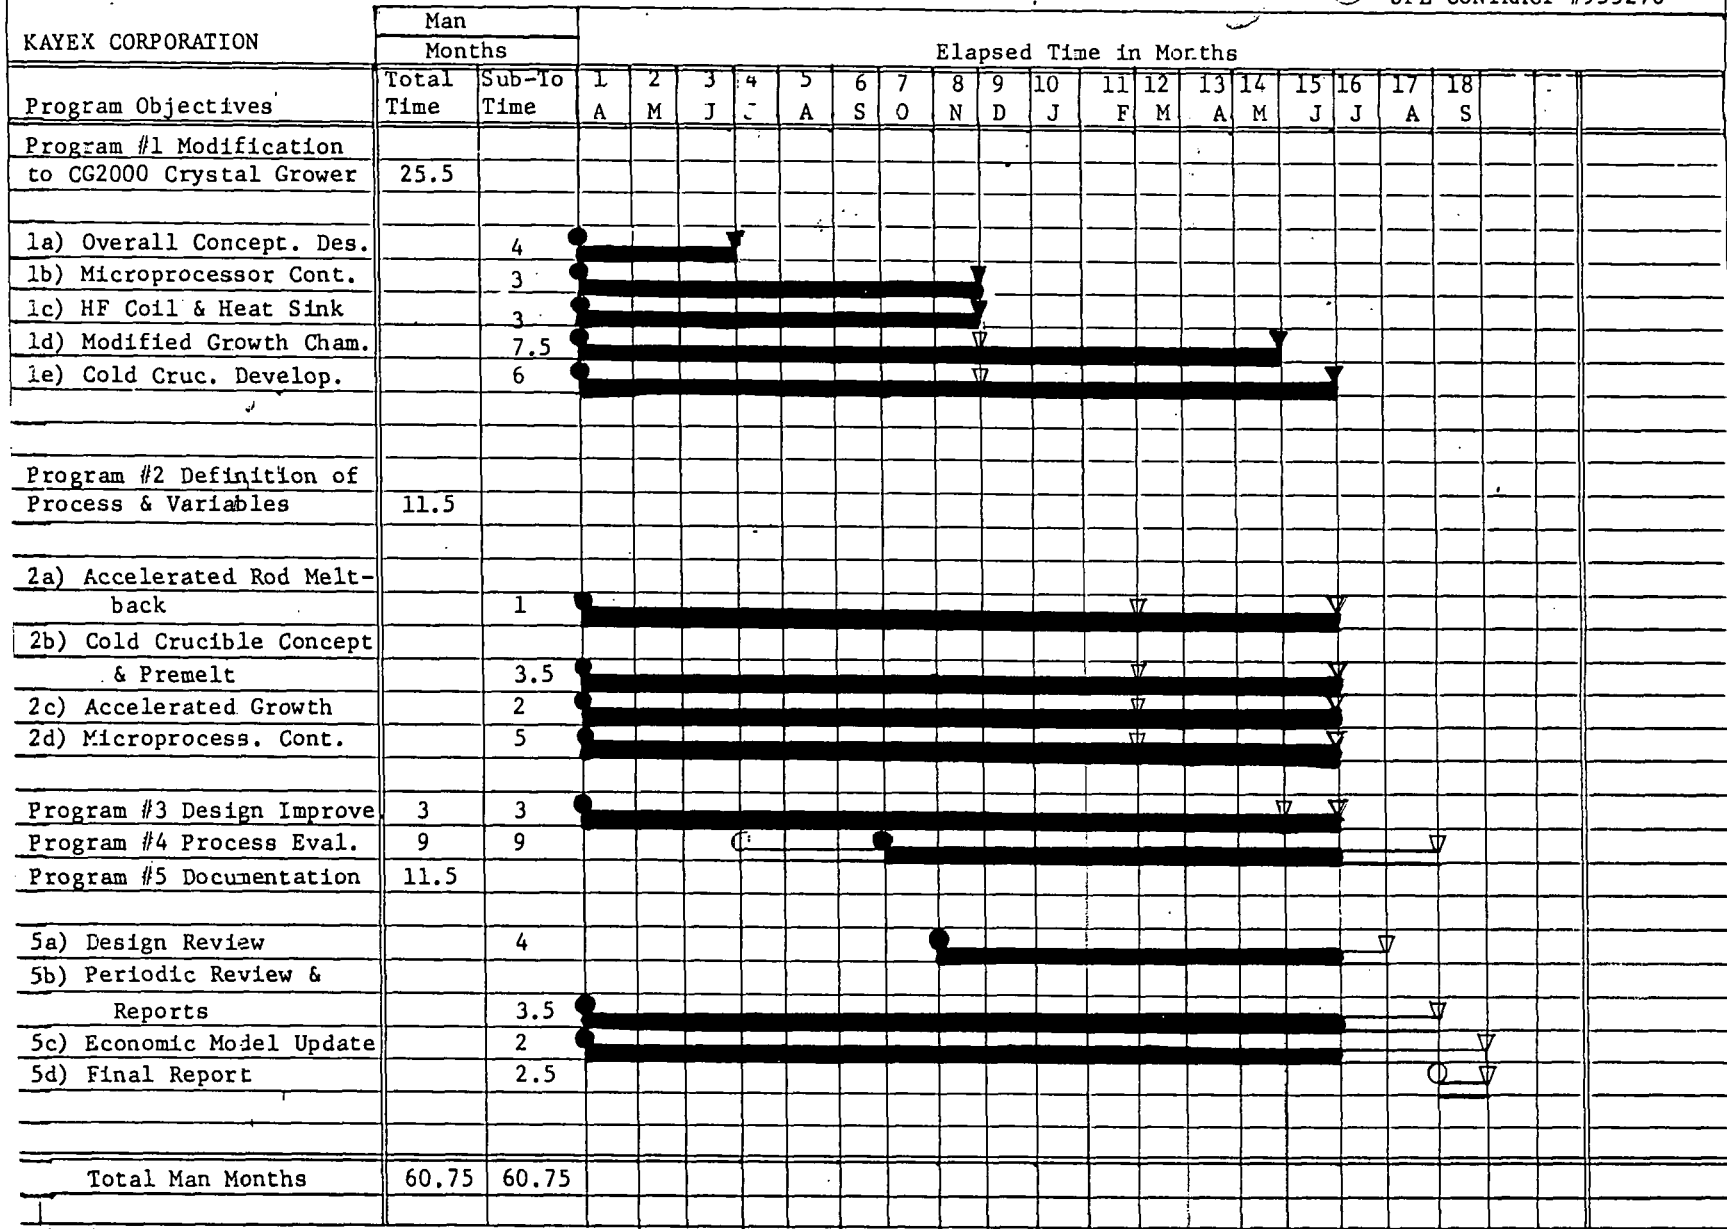 JPL CONTRACT #955270
Man
KAYEX CORPORATION
Months
Elapsed Time in Months
Total Sub-To 1 2 3 4 5 6 7 8 9 10 11 12 13 14 15 16 17 18
Program Objectives Time Time A M J J A S O N D J F M A M J J A S
Program #1 Modification
to CG2000 Crystal Grower 25.5
1a) Overall Concept. Des. 4
1b) Microprocessor Cont. 3
1c) HF Coil & Heat Sink 3
1d) Modified Growth Cham. 7.5
1e) Cold Cruc. Develop. 6
Program #2 Definition of
Process & Variables 11.5
2a) Accelerated Rod Melt-
back 1
2b) Cold Crucible Concept
& Premelt 3.5
2c) Accelerated Growth 2
2d) Microprocess. Cont. 5
Program #3 Design Improve 3 3
Program #4 Process Eval. 9 9
Program #5 Documentation 11.5
5a) Design Review 4
5b) Periodic Review &
Reports 3.5
5c) Economic Model Update 2
5d) Final Report 2.5
Total Man Months 60.75 60.75